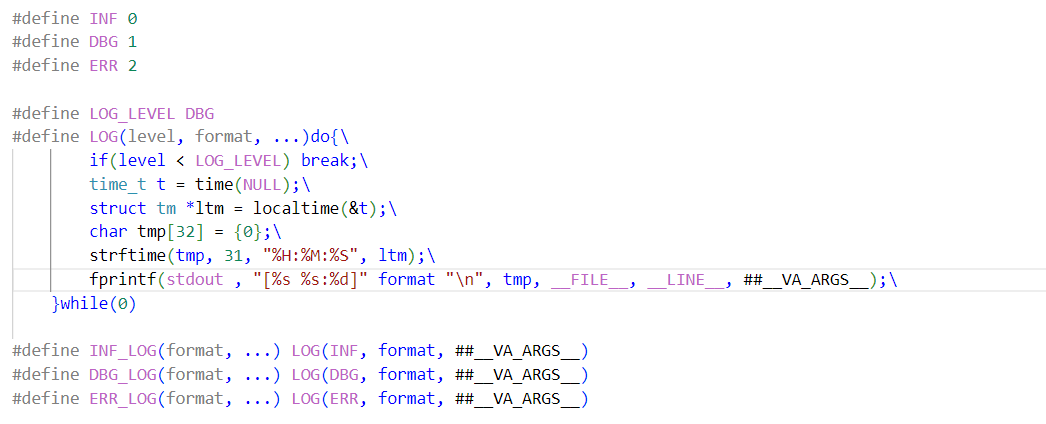 #define INF 0
#define DBG 1
#define ERR 2
#define LOG_LEVEL DBG
#define LOG(level, format, ...)do{\
if(level < LOG_LEVEL) break;\
time_t t = time(NULL);\
struct tm *ltm = localtime(&t);\
char tmp[32] = {0};\
strftime(tmp, 31, "%H:%M:%S", ltm);\
fprintf(stdout , "[%s %s:%d]" format "\n", tmp, __FILE__, __LINE__, ##__VA_ARGS__);\
}while(0)
#define INF_LOG(format, ...) LOG(INF, format, ##__VA_ARGS__)
#define DBG_LOG(format, ...) LOG(DBG, format, ##__VA_ARGS__)
#define ERR_LOG(format, ...) LOG(ERR, format, ##__VA_ARGS__)